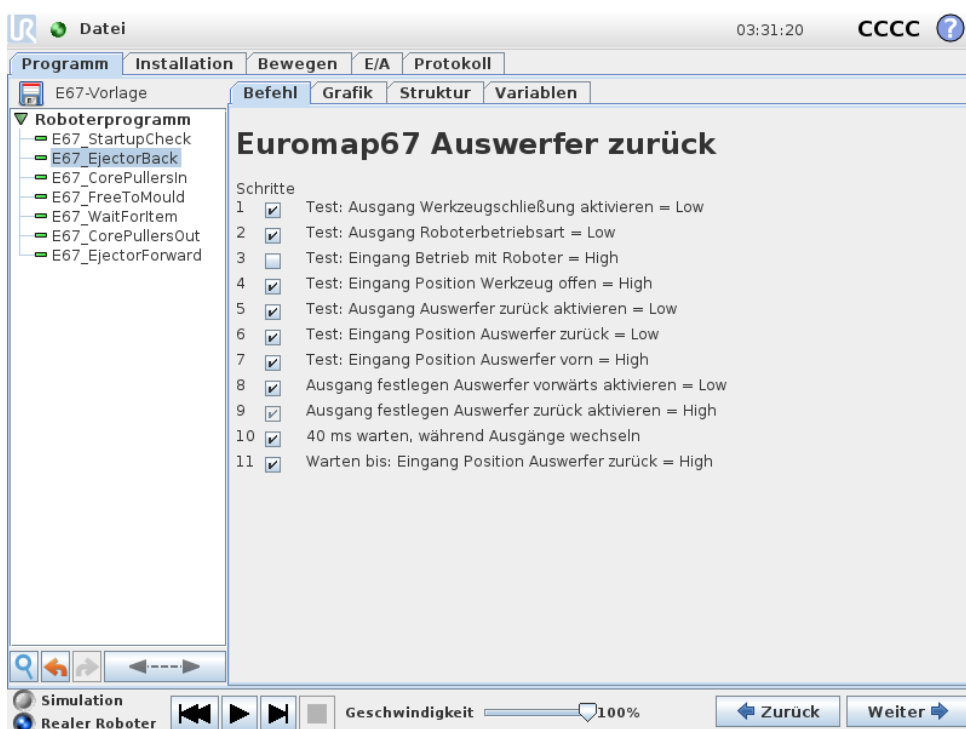 UR Datei 03:31:20 CCCC ?
Programm Installation Bewegen E/A Protokoll
E67-Vorlage
Befehl Grafik Struktur Variablen
Roboterprogramm
E67_StartupCheck
E67_EjectorBack
E67_CorePullersIn
E67_FreeToMould
E67_WaitForItem
E67_CorePullersOut
E67_EjectorForward
Euromap67 Auswerfer zurück
Schritte
1 Test: Ausgang Werkzeugschließung aktivieren = Low
2 Test: Ausgang Roboterbetriebsart = Low
3 Test: Eingang Betrieb mit Roboter = High
4 Test: Eingang Position Werkzeug offen = High
5 Test: Ausgang Auswerfer zurück aktivieren = Low
6 Test: Eingang Position Auswerfer zurück = Low
7 Test: Eingang Position Auswerfer vorn = High
8 Ausgang festlegen Auswerfer vorwärts aktivieren = Low
9 Ausgang festlegen Auswerfer zurück aktivieren = High
10 40 ms warten, während Ausgänge wechseln
11 Warten bis: Eingang Position Auswerfer zurück = High
Simulation
Realer Roboter
Geschwindigkeit 100%
Zurück Weiter